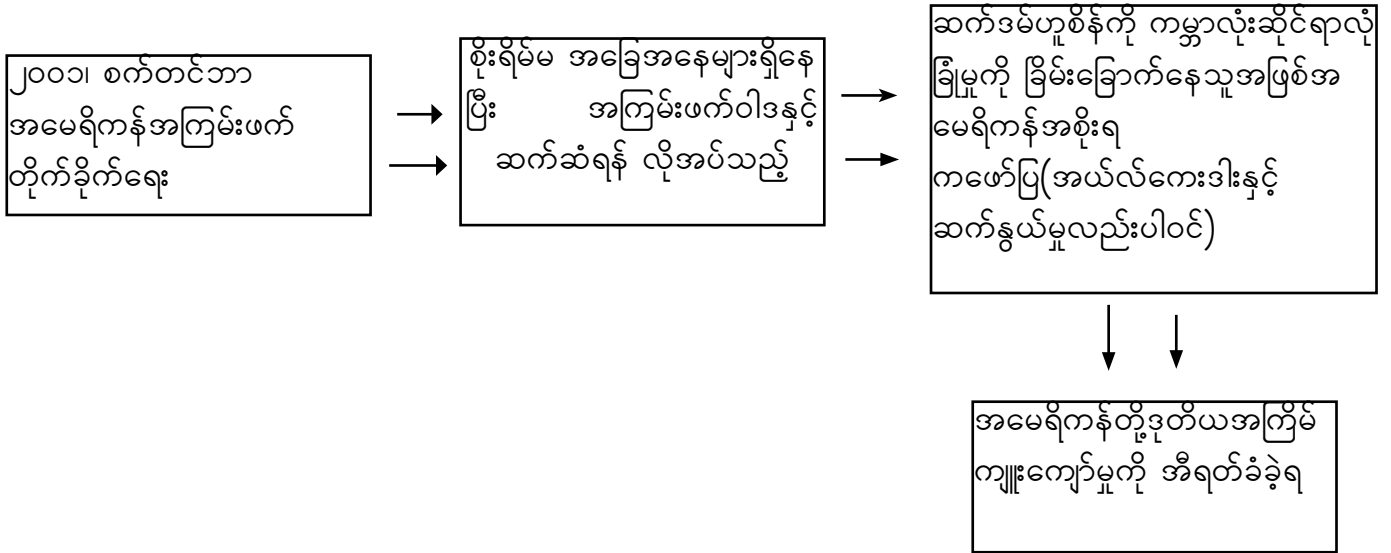 ၂၀၀၁၊ စက်တင်ဘာ
အမေရိကန်အကြမ်းဖက်
တိုက်ခိုက်ရေး
စိုးရိမ်မ အခြေအနေများရှိနေ
ပြီး အကြမ်းဖက်ဝါဒနှင့်
ဆက်ဆံရန် လိုအပ်သည့်
ဆက်ဒမ်ဟူစိန်ကို ကမ္ဘာလုံးဆိုင်ရာလုံ
ခြုံမှုကို ခြိမ်းခြောက်နေသူအဖြစ်အ
မေရိကန်အစိုးရ
ကဖော်ပြ(အယ်လ်ကေးဒါးနှင့်
ဆက်နွယ်မှုလည်းပါဝင်)
အမေရိကန်တို့ဒုတိယအကြိမ်
ကျူးကျော်မှုကို အီရတ်ခံခဲ့ရ